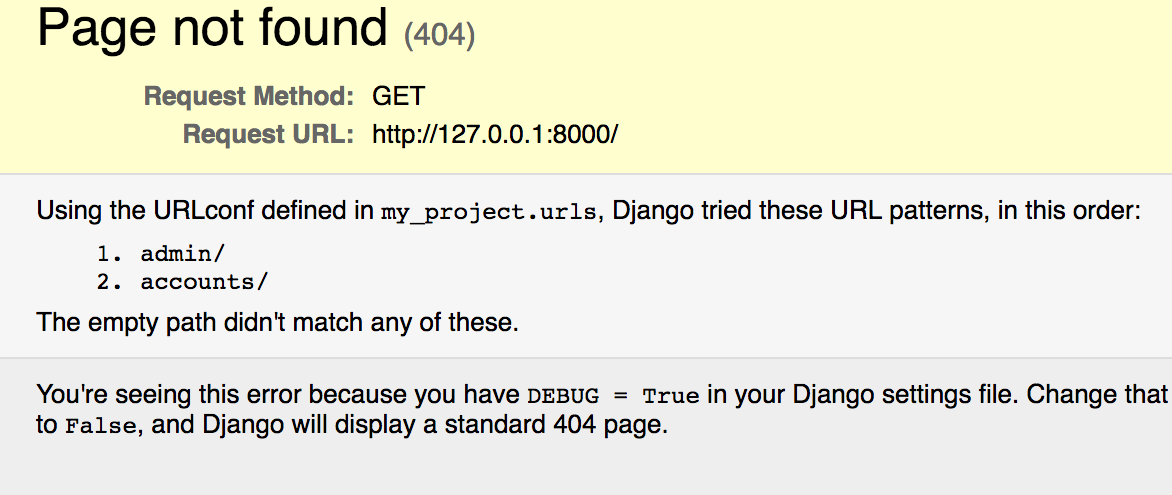 Page not found (404)
Request Method: GET
Request URL: http://127.0.0.1:8000/
Using the URLconf defined in my_project.urls, Django tried these URL patterns, in this order:
1. admin/
2. accounts/
The empty path didn't match any of these.
You're seeing this error because you have DEBUG = True in your Django settings file. Change that
to False, and Django will display a standard 404 page.